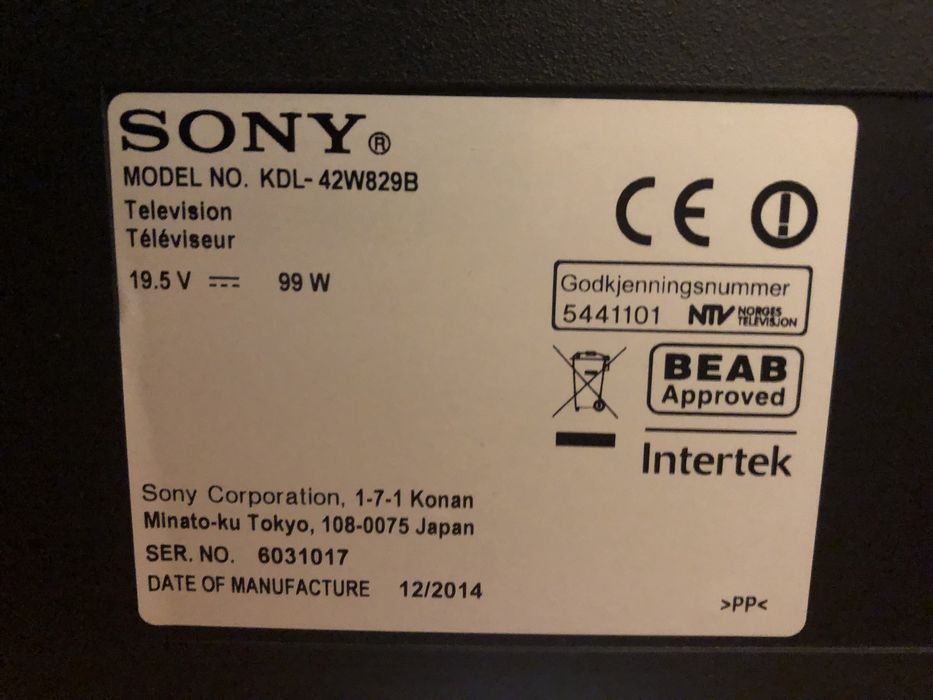 SONY®
MODEL NO. KDL-42W829B
Television
Téléviseur
19.5 V ⎓ 99 W
CE
Godkjenningsnummer
5441101 NTV NORGES TELEVISJON
BEAB
Approved
Intertek
Sony Corporation, 1-7-1 Konan
Minato-ku Tokyo, 108-0075 Japan
SER. NO. 6031017
DATE OF MANUFACTURE 12/2014
>PP<